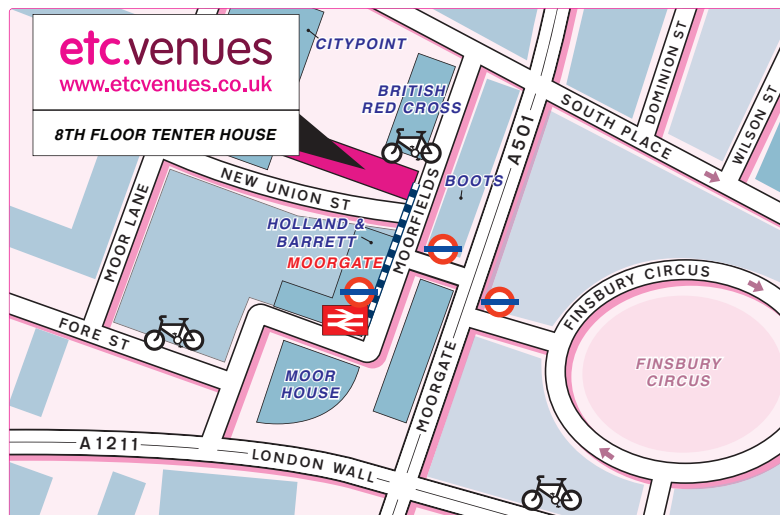 etc.venues
www.etcvenues.co.uk
8TH FLOOR TENTER HOUSE
CITYPOINT
BRITISH
RED CROSS
DOMINION ST
SOUTH PLACE
WILSON ST
A501
BOOTS
NEW UNION ST
MOORFIELDS
MOOR LANE
HOLLAND &
BARRETT
MOORGATE
FINSBURY CIRCUS
FORE ST
MOOR
HOUSE
MOORGATE
FINSBURY
CIRCUS
A1211
LONDON WALL